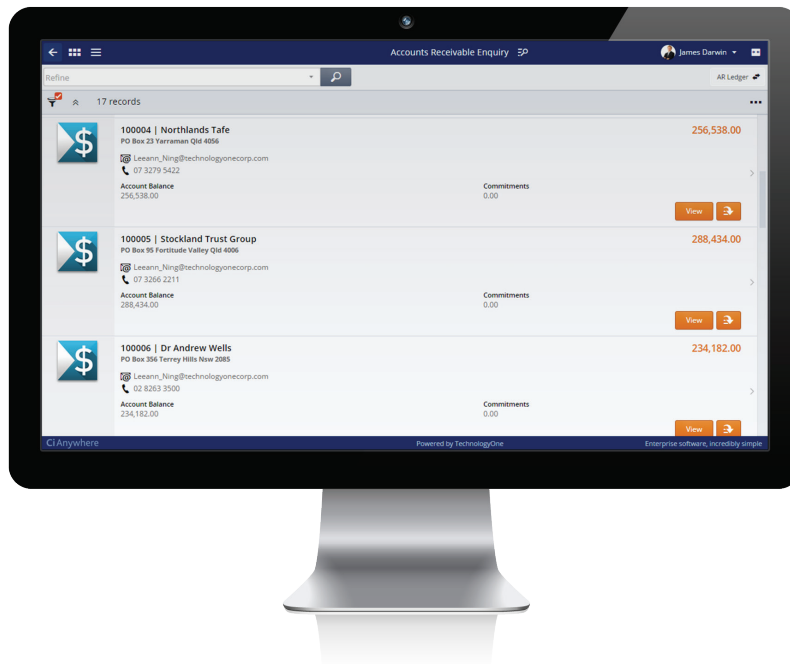 Accounts Receivable Enquiry
James Darwin
Refine
AR Ledger
17 records
100004 | Northlands Tafe
256,538.00
PO Box 23 Yarraman Qld 4056
Leeann_Ning@technologyonecorp.com
07 3279 5422
Account Balance
Commitments
256,538.00
0.00
View
100005 | Stockland Trust Group
288,434.00
PO Box 95 Fortitude Valley Qld 4006
Leeann_Ning@technologyonecorp.com
07 3266 2211
Account Balance
Commitments
288,434.00
0.00
View
100006 | Dr Andrew Wells
234,182.00
PO Box 356 Terrey Hills Nsw 2085
Leeann_Ning@technologyonecorp.com
02 8263 3500
Account Balance
Commitments
234,182.00
0.00
View
Ci Anywhere
Powered by TechnologyOne
Enterprise software, incredibly simple